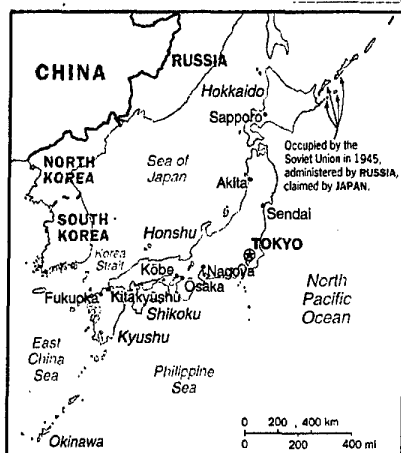 CHINA
RUSSIA
Hokkaido
Sapporo
Occupied by the
Soviet Union in 1945,
administered by RUSSIA,
claimed by JAPAN.
NORTH
KOREA
Sea of
Japan
Akita
Sendai
SOUTH
KOREA
Honshu
TOKYO
Korea
Strait
Kōbe
Nagoya
Osaka
North
Pacific
Ocean
Fukuoka
Kitakyushu
Shikoku
Kyushu
East
China
Sea
Philippine
Sea
Okinawa
0 200 400 km
0 200 400 mi